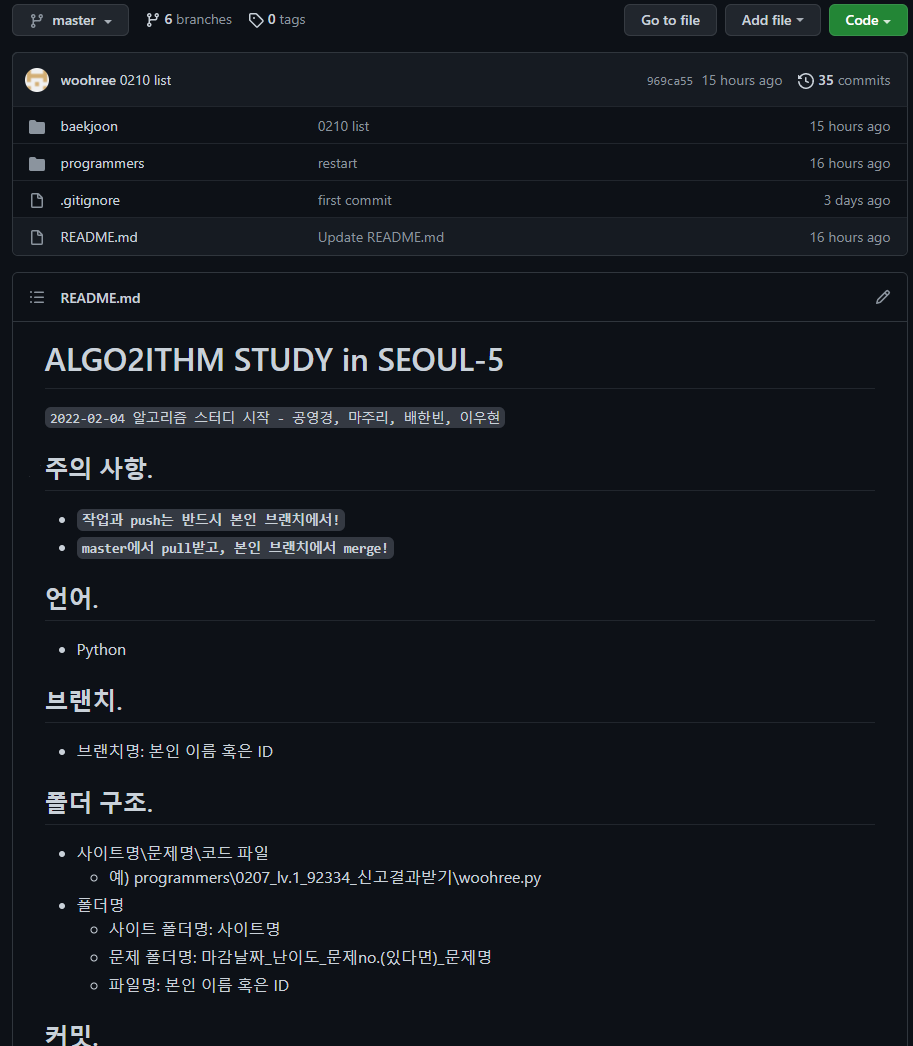 master 6 branches 0 tags Go to file Add file Code
woohree 0210 list 969ca55 15 hours ago 35 commits
baekjoon 0210 list 15 hours ago
programmers restart 16 hours ago
.gitignore first commit 3 days ago
README.md Update README.md 16 hours ago
README.md
ALGO2ITHM STUDY in SEOUL-5
2022-02-04 알고리즘 스터디 시작 - 공영경, 마주리, 배한빈, 이우현
주의 사항.
작업과 push는 반드시 본인 브랜치에서!
master에서 pull받고, 본인 브랜치에서 merge!
언어.
Python
브랜치.
브랜치명: 본인 이름 혹은 ID
폴더 구조.
사이트명\문제명\코드 파일
예) programmers\0207_lv.1_92334_신고결과받기\woohree.py
폴더명
사이트 폴더명: 사이트명
문제 폴더명: 마감날짜_난이도_문제no.(있다면)_문제명
파일명: 본인 이름 혹은 ID
커밋.